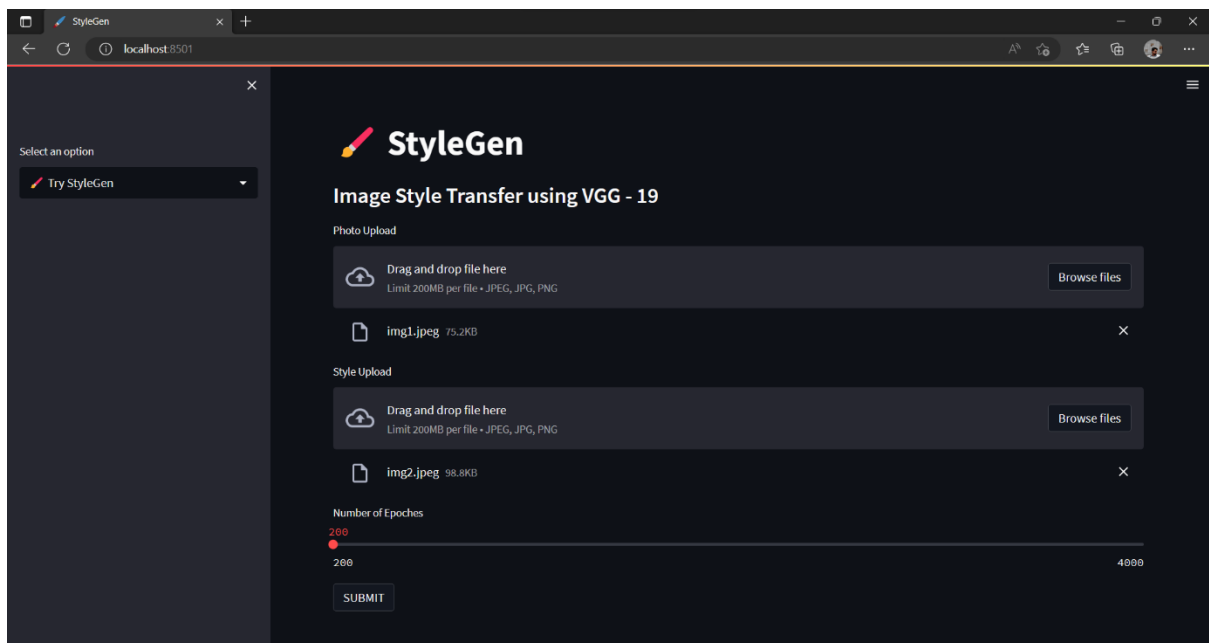 StyleGen
localhost:8501
Select an option
Try StyleGen
StyleGen
Image Style Transfer using VGG - 19
Photo Upload
Drag and drop file here
Limit 200MB per file • JPEG, JPG, PNG
Browse files
img1.jpeg 75.2KB
Style Upload
Drag and drop file here
Limit 200MB per file • JPEG, JPG, PNG
Browse files
img2.jpeg 98.8KB
Number of Epoches
200
200 4000
SUBMIT